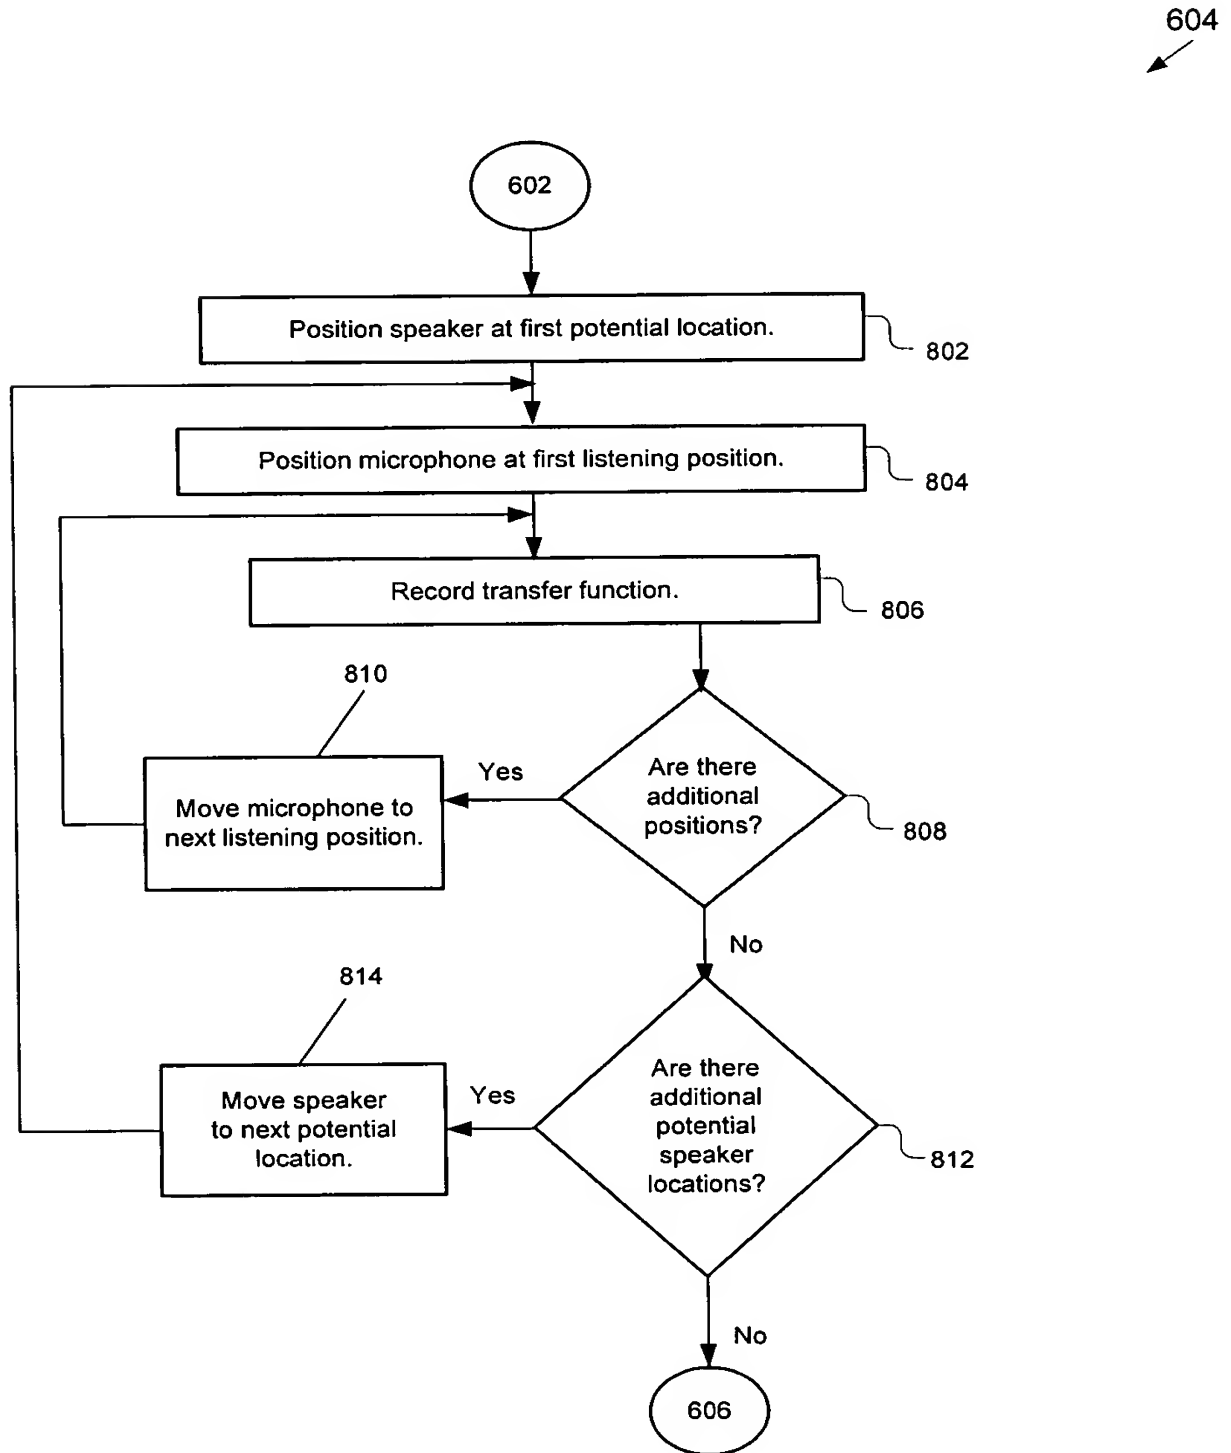 604
602
Position speaker at first potential location.
802
Position microphone at first listening position.
804
Record transfer function.
806
810
Move microphone to
next listening position.
Yes
Are there
additional
positions?
808
No
814
Move speaker
to next potential
location.
Yes
Are there
additional
potential
speaker
locations?
812
No
606